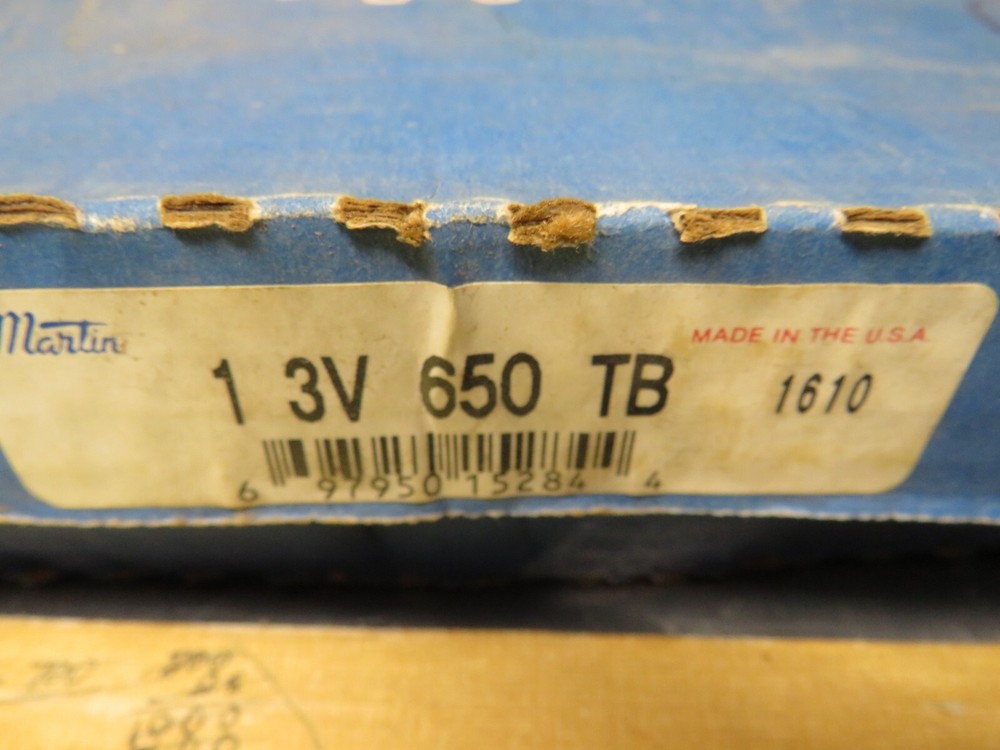 Martin
MADE IN THE U.S.A.
1 3V 650 TB 1610
6 97950 15284 4